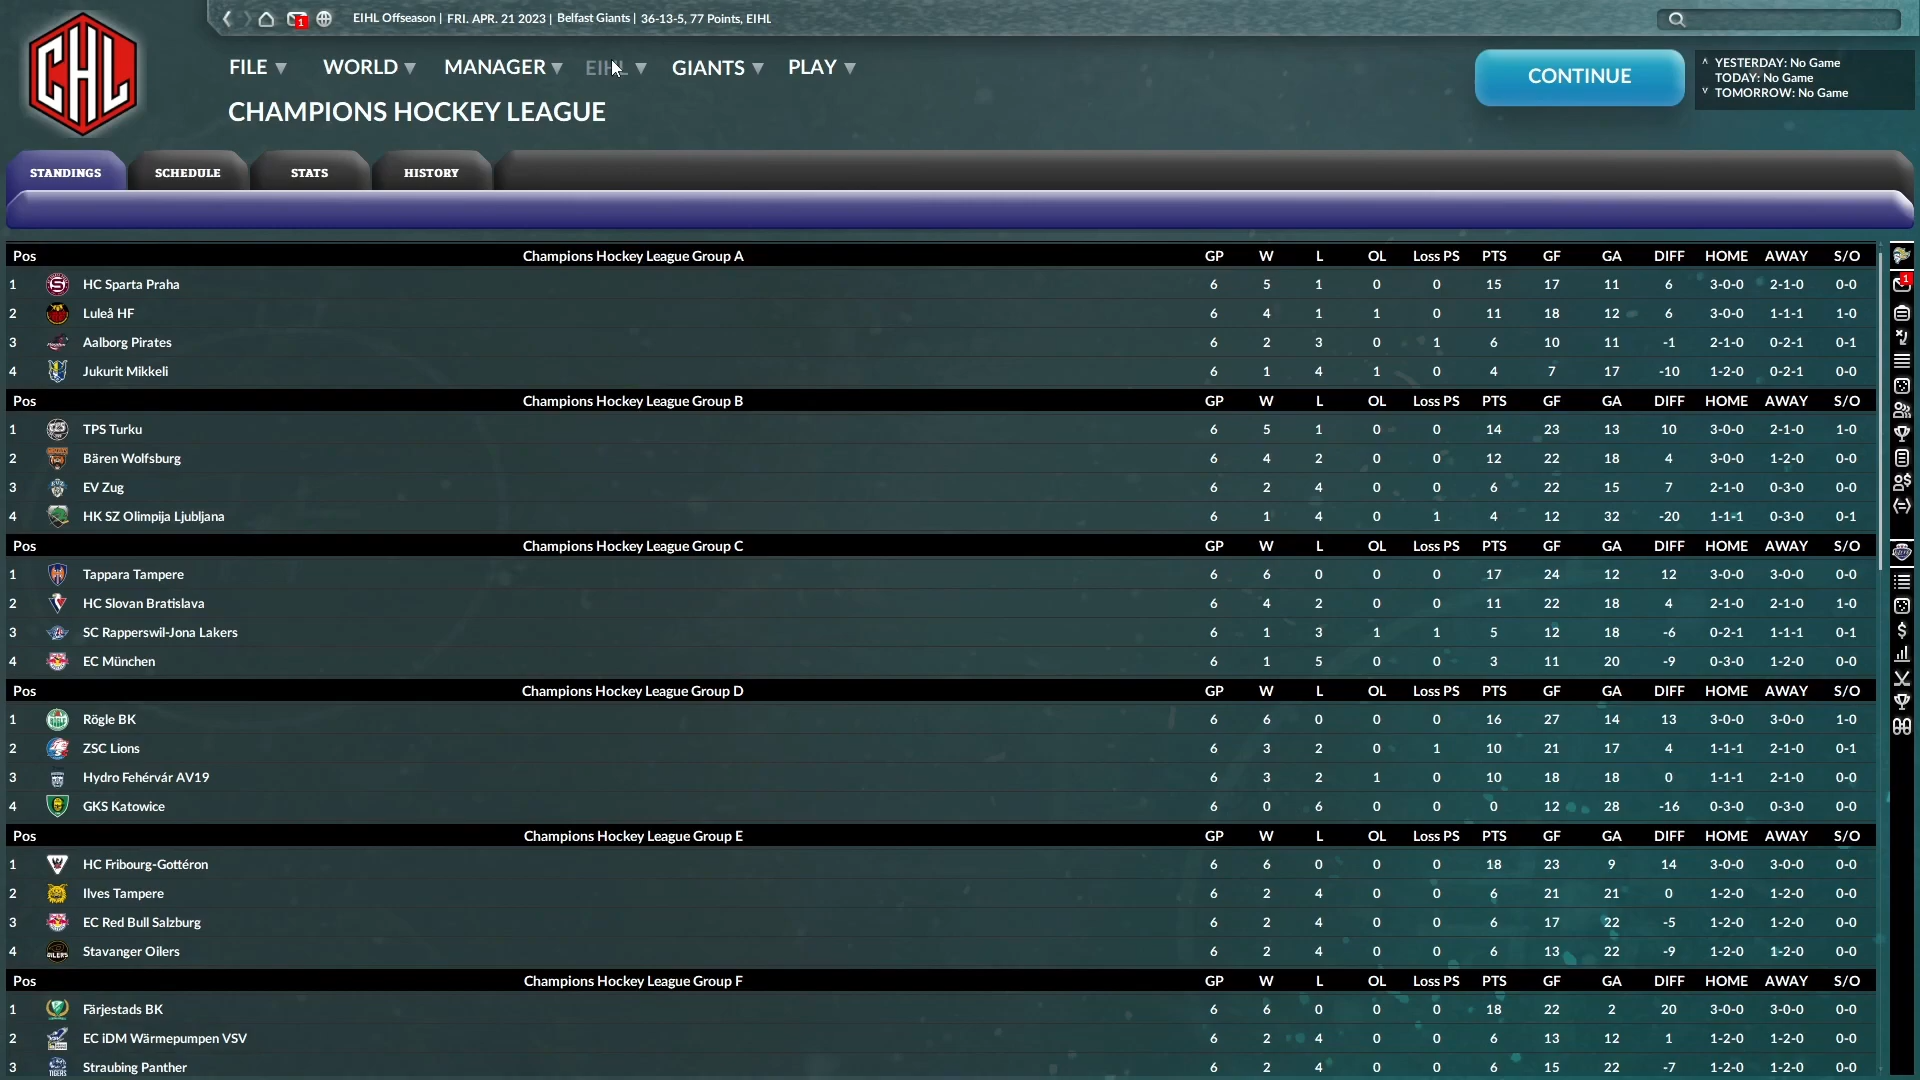 EIHL Offseason | FRI. APR. 21 2023 | Belfast Giants | 36-13-5, 77 Points, EIHL
1
CHL
FILE WORLD MANAGER EIHL GIANTS PLAY
CONTINUE
YESTERDAY: No Game
TODAY: No Game
TOMORROW: No Game
CHAMPIONS HOCKEY LEAGUE
STANDINGS SCHEDULE STATS HISTORY
Pos Champions Hockey League Group A GP W L OL Loss PS PTS GF GA DIFF HOME AWAY S/O
1 HC Sparta Praha 6 5 1 0 0 15 17 11 6 3-0-0 2-1-0 0-0
2 Luleå HF 6 4 1 1 0 11 18 12 6 3-0-0 1-1-1 1-0
3 Aalborg Pirates 6 2 3 0 1 6 10 11 -1 2-1-0 0-2-1 0-1
4 Jukurit Mikkeli 6 1 4 1 0 4 7 17 -10 1-2-0 0-2-1 0-0
Pos Champions Hockey League Group B GP W L OL Loss PS PTS GF GA DIFF HOME AWAY S/O
1 TPS Turku 6 5 1 0 0 14 23 13 10 3-0-0 2-1-0 1-0
2 Bären Wolfsburg 6 4 2 0 0 12 22 18 4 3-0-0 1-2-0 0-0
3 EV Zug 6 2 4 0 0 6 22 15 7 2-1-0 0-3-0 0-0
4 HK SZ Olimpija Ljubljana 6 1 4 0 1 4 12 32 -20 1-1-1 0-3-0 0-1
Pos Champions Hockey League Group C GP W L OL Loss PS PTS GF GA DIFF HOME AWAY S/O
1 Tappara Tampere 6 6 0 0 0 17 24 12 12 3-0-0 3-0-0 0-0
2 HC Slovan Bratislava 6 4 2 0 0 11 22 18 4 2-1-0 2-1-0 1-0
3 SC Rapperswil-Jona Lakers 6 1 3 1 1 5 12 18 -6 0-2-1 1-1-1 0-1
4 EC München 6 1 5 0 0 3 11 20 -9 0-3-0 1-2-0 0-0
Pos Champions Hockey League Group D GP W L OL Loss PS PTS GF GA DIFF HOME AWAY S/O
1 Rögle BK 6 6 0 0 0 16 27 14 13 3-0-0 3-0-0 1-0
2 ZSC Lions 6 3 2 0 1 10 21 17 4 1-1-1 2-1-0 0-1
3 Hydro Fehérvár AV19 6 3 2 1 0 10 18 18 0 1-1-1 2-1-0 0-0
4 GKS Katowice 6 0 6 0 0 0 12 28 -16 0-3-0 0-3-0 0-0
Pos Champions Hockey League Group E GP W L OL Loss PS PTS GF GA DIFF HOME AWAY S/O
1 HC Fribourg-Gottéron 6 6 0 0 0 18 23 9 14 3-0-0 3-0-0 0-0
2 Ilves Tampere 6 2 4 0 0 6 21 21 0 1-2-0 1-2-0 0-0
3 EC Red Bull Salzburg 6 2 4 0 0 6 17 22 -5 1-2-0 1-2-0 0-0
4 Stavanger Oilers 6 2 4 0 0 6 13 22 -9 1-2-0 1-2-0 0-0
Pos Champions Hockey League Group F GP W L OL Loss PS PTS GF GA DIFF HOME AWAY S/O
1 Färjestads BK 6 6 0 0 0 18 22 2 20 3-0-0 3-0-0 0-0
2 EC iDM Wärmepumpen VSV 6 2 4 0 0 6 13 12 1 1-2-0 1-2-0 0-0
3 Straubing Panther 6 2 4 0 0 6 15 22 -7 1-2-0 1-2-0 0-0
1